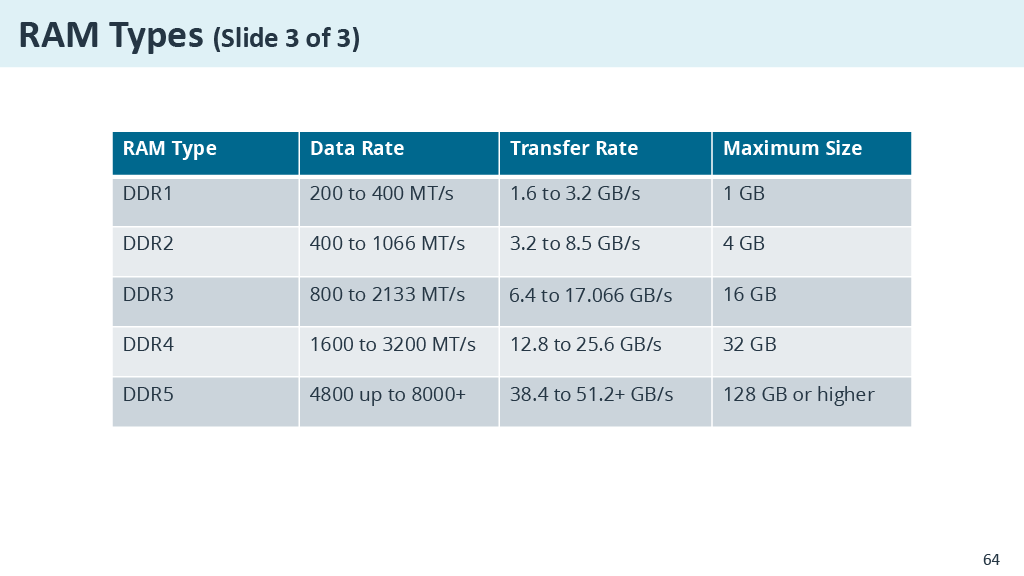 RAM Types (Slide 3 of 3)
RAM Type Data Rate Transfer Rate Maximum Size
DDR1 200 to 400 MT/s 1.6 to 3.2 GB/s 1 GB
DDR2 400 to 1066 MT/s 3.2 to 8.5 GB/s 4 GB
DDR3 800 to 2133 MT/s 6.4 to 17.066 GB/s 16 GB
DDR4 1600 to 3200 MT/s 12.8 to 25.6 GB/s 32 GB
DDR5 4800 up to 8000+ 38.4 to 51.2+ GB/s 128 GB or higher
64